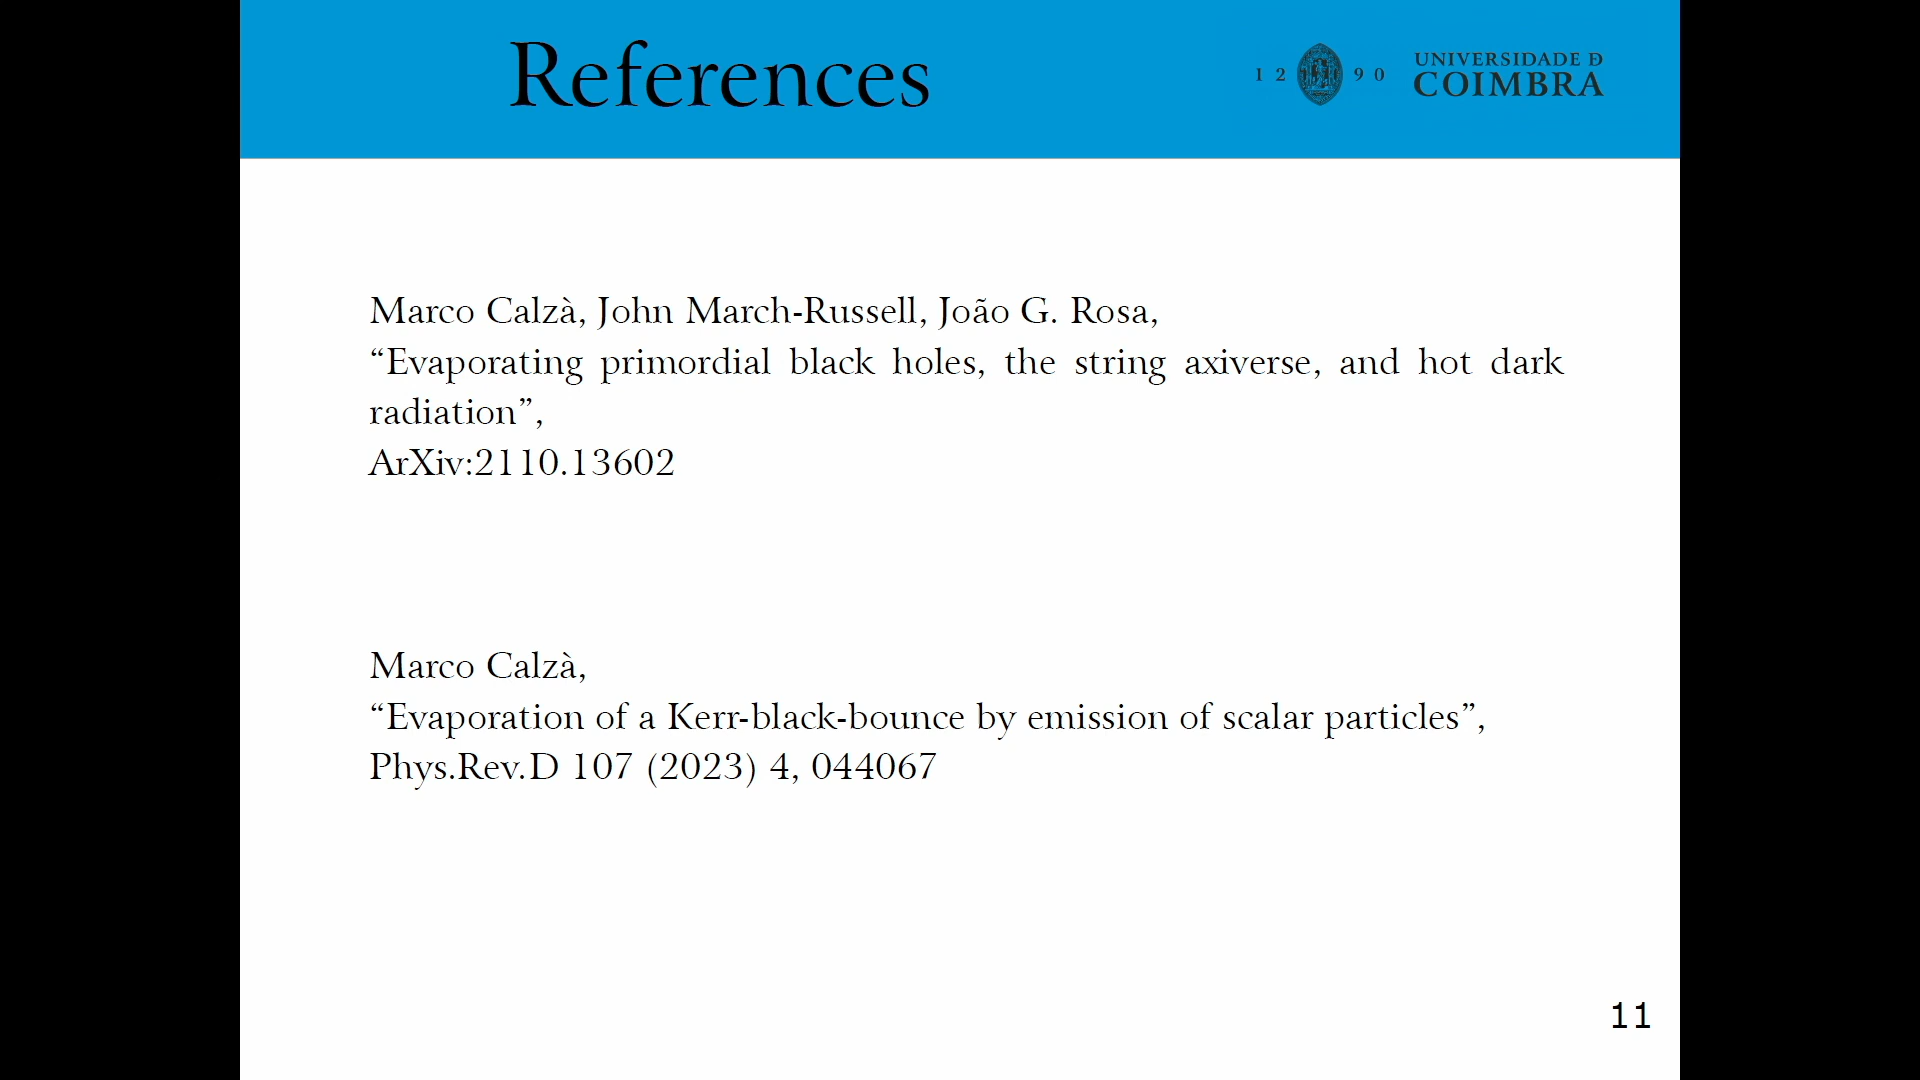 References
1 2 9 0
UNIVERSIDADE Đ
COIMBRA
Marco Calzà, John March-Russell, João G. Rosa,
“Evaporating primordial black holes, the string axiverse, and hot dark
radiation”,
ArXiv:2110.13602
Marco Calzà,
“Evaporation of a Kerr-black-bounce by emission of scalar particles”,
Phys.Rev.D 107 (2023) 4, 044067
11